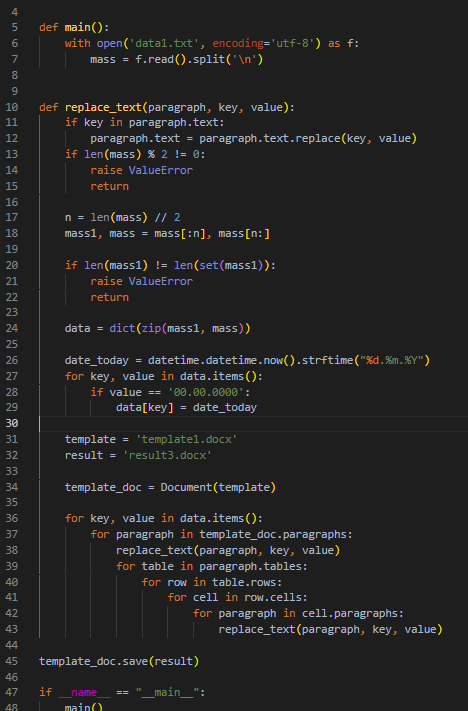 4
5 def main():
6     with open('data1.txt', encoding='utf-8') as f:
7         mass = f.read().split('\n')
8
9
10 def replace_text(paragraph, key, value):
11     if key in paragraph.text:
12         paragraph.text = paragraph.text.replace(key, value)
13     if len(mass) % 2 != 0:
14         raise ValueError
15         return
16
17     n = len(mass) // 2
18     mass1, mass = mass[:n], mass[n:]
19
20     if len(mass1) != len(set(mass1)):
21         raise ValueError
22         return
23
24     data = dict(zip(mass1, mass))
25
26     date_today = datetime.datetime.now().strftime("%d.%m.%Y")
27     for key, value in data.items():
28         if value == '00.00.0000':
29             data[key] = date_today
30
31     template = 'template1.docx'
32     result = 'result3.docx'
33
34     template_doc = Document(template)
35
36     for key, value in data.items():
37         for paragraph in template_doc.paragraphs:
38             replace_text(paragraph, key, value)
39             for table in paragraph.tables:
40                 for row in table.rows:
41                     for cell in row.cells:
42                         for paragraph in cell.paragraphs:
43                             replace_text(paragraph, key, value)
44
45 template_doc.save(result)
46
47 if __name__ == "__main__":
48     main()